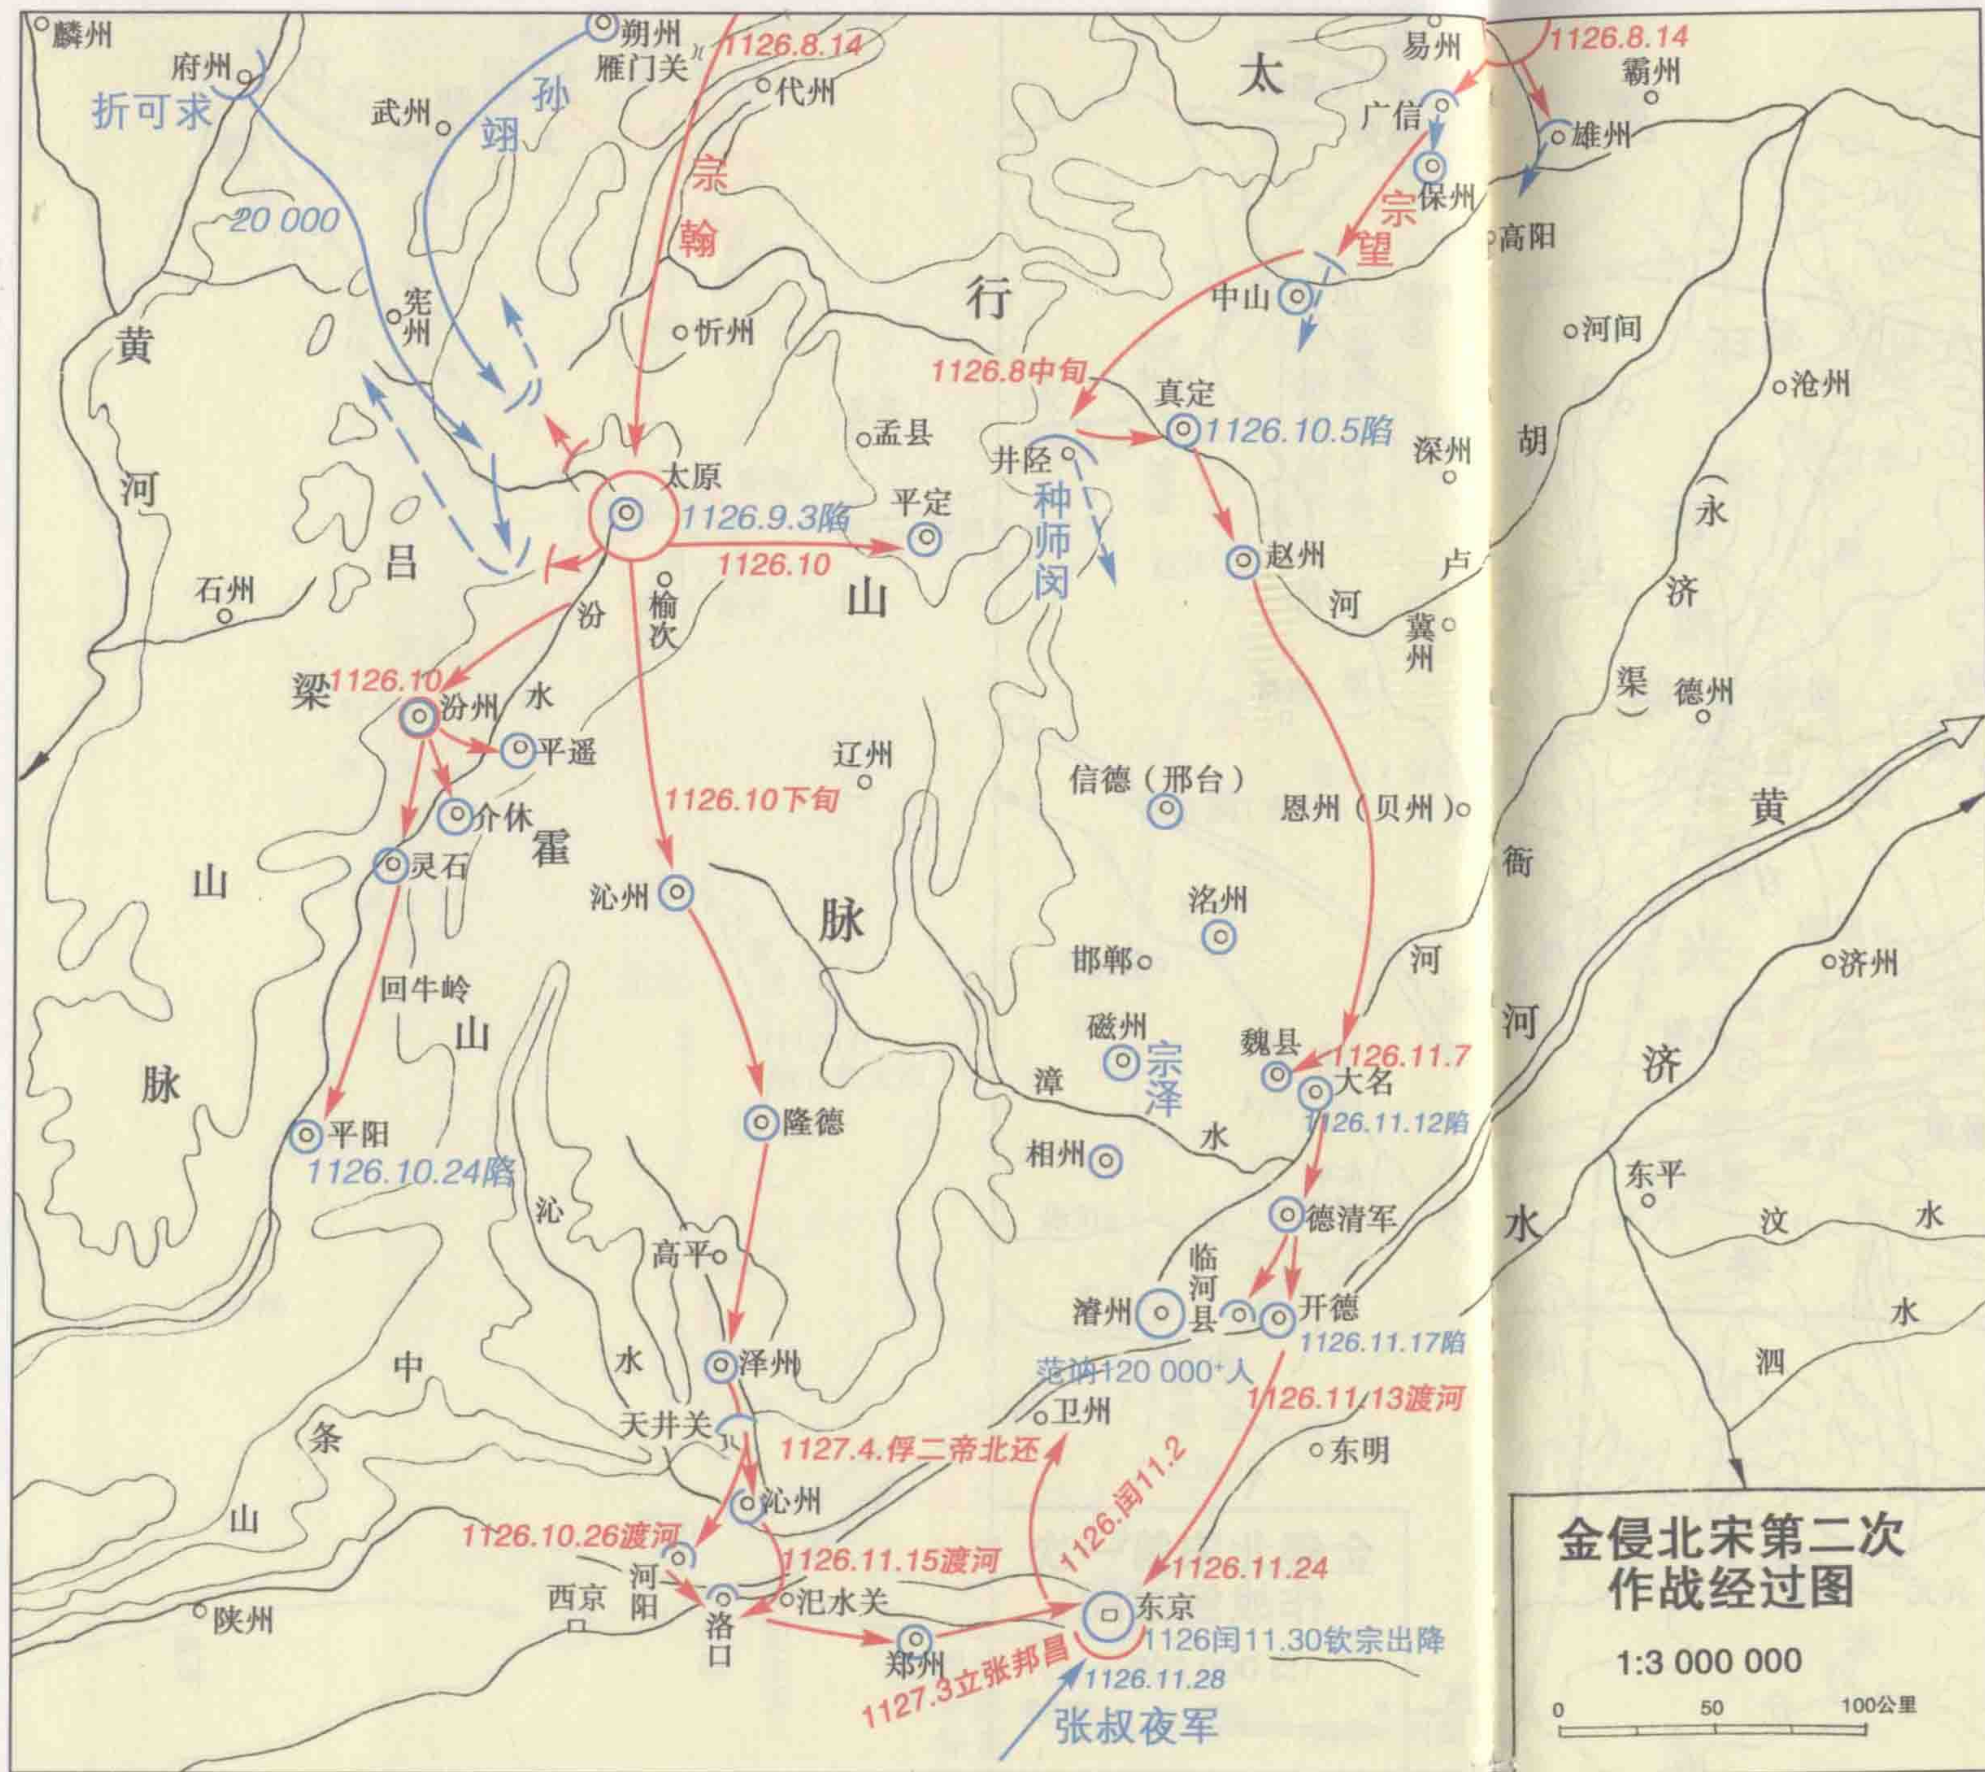 麟州
府州
折可求
20 000
武州
朔州
雁门关
孙翊
1126.8.14
代州
宗翰
太
易州
1126.8.14
霸州
广信
雄州
保州
宗望
高阳
中山
河间
沧州
黄
宪州
忻州
行
1126.8中旬
真定
1126.10.5陷
孟县
井陉
种师闵
深州
胡
河
太原
1126.9.3陷
平定
1126.10
吕
石州
榆次
汾
山
赵州
卢
河
冀州
(永
济
渠)
德州
梁
1126.10
汾州
水
平遥
介休
霍
灵石
辽州
1126.10下旬
信德(邢台)
恩州(贝州)
黄
衙
山
沁州
脉
洺州
邯郸
河
济州
回牛岭
山
磁州
宗泽
魏县
1126.11.7
大名
1126.11.12陷
河
济
脉
平阳
1126.10.24陷
隆德
漳
水
相州
东平
汶
水
沁
高平
德清军
水
临河县
濬州
开德
1126.11.17陷
水
泗
中
水
泽州
范讷120 000⁺人
卫州
1126.11.13渡河
条
天井关
1127.4.俘二帝北还
东明
山
沁州
1126.10.26渡河
1126.11.15渡河
1126.闰11.2
1126.11.24
河阳
西京
洛口
汜水关
东京
陕州
郑州
1126闰11.30钦宗出降
1127.3立张邦昌
1126.11.28
张叔夜军
金侵北宋第二次
作战经过图
1:3 000 000
0 50 100公里